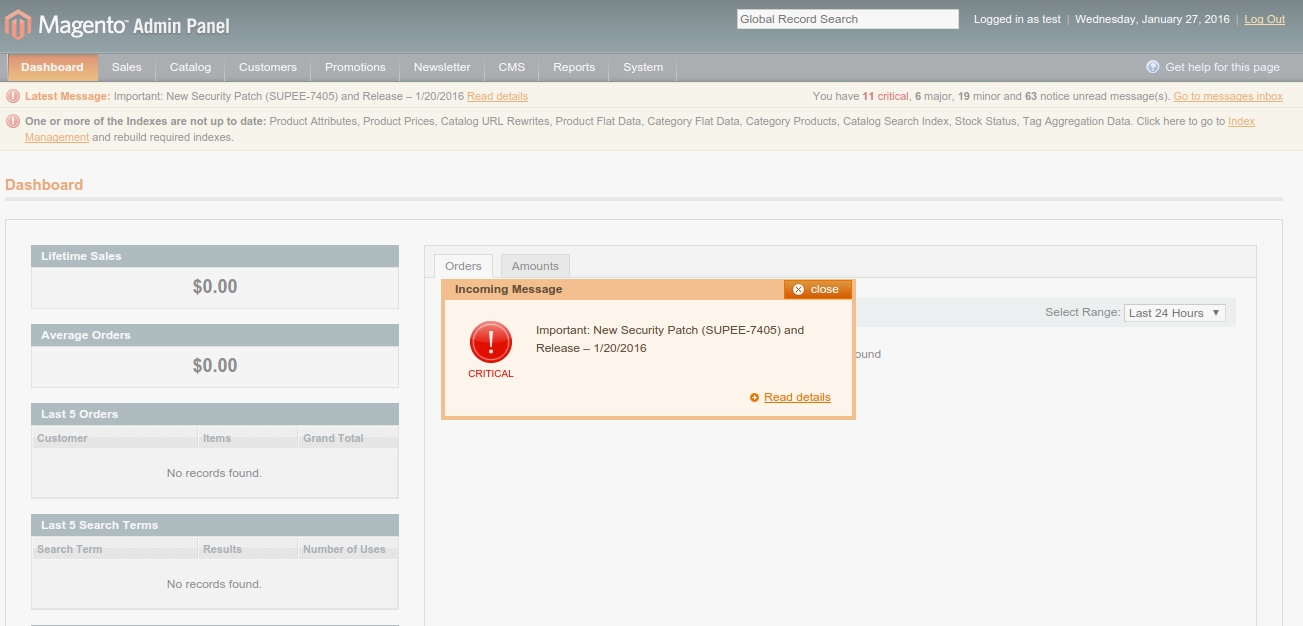 Magento Admin Panel
Global Record Search
Logged in as test | Wednesday, January 27, 2016 | Log Out
Dashboard Sales Catalog Customers Promotions Newsletter CMS Reports System
Get help for this page
Latest Message: Important: New Security Patch (SUPEE-7405) and Release – 1/20/2016 Read details
You have 11 critical, 6 major, 19 minor and 63 notice unread message(s). Go to messages inbox
One or more of the Indexes are not up to date: Product Attributes, Product Prices, Catalog URL Rewrites, Product Flat Data, Category Flat Data, Category Products, Catalog Search Index, Stock Status, Tag Aggregation Data. Click here to go to Index
Management and rebuild required indexes.
Dashboard
Lifetime Sales
$0.00
Average Orders
$0.00
Last 5 Orders
Customer Items Grand Total
No records found.
Last 5 Search Terms
Search Term Results Number of Uses
No records found.
Orders Amounts
Select Range: Last 24 Hours
ound
Incoming Message
close
Important: New Security Patch (SUPEE-7405) and
Release – 1/20/2016
CRITICAL
Read details